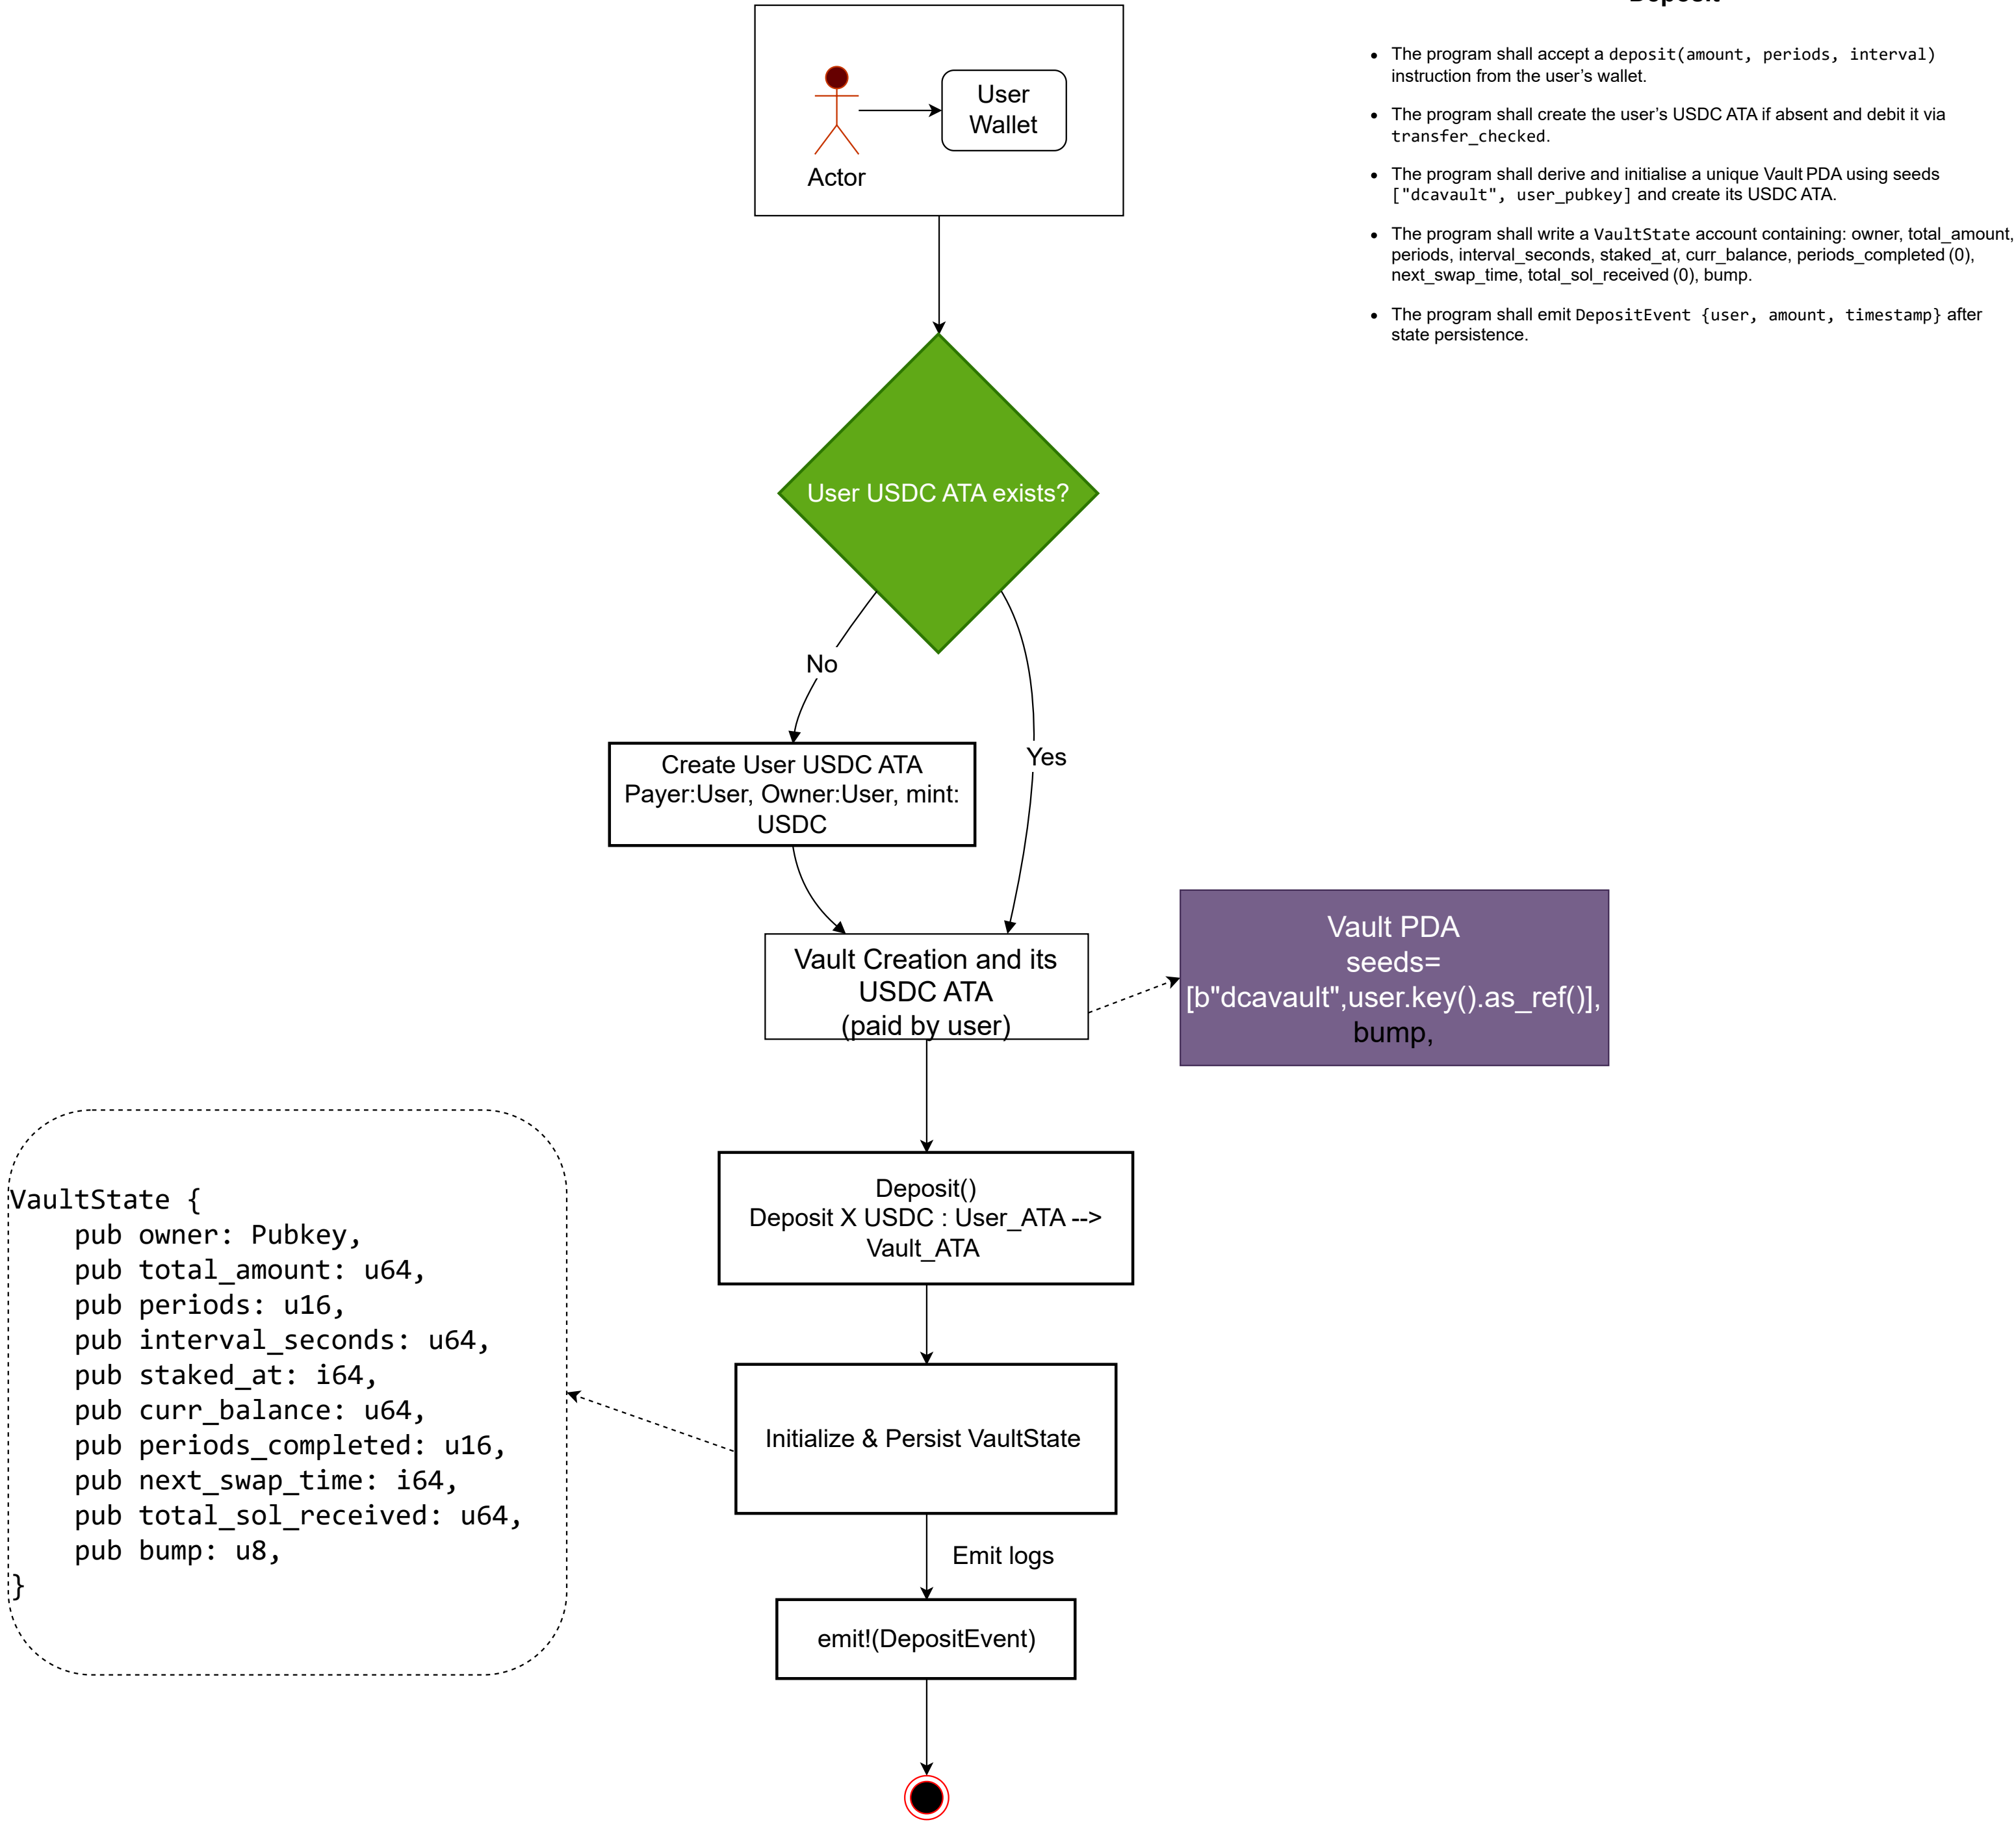 Deposit
• The program shall accept a deposit(amount, periods, interval)
instruction from the user’s wallet.
• The program shall create the user’s USDC ATA if absent and debit it via
transfer_checked.
• The program shall derive and initialise a unique Vault PDA using seeds
["dcavault", user_pubkey] and create its USDC ATA.
• The program shall write a VaultState account containing: owner, total_amount,
periods, interval_seconds, staked_at, curr_balance, periods_completed (0),
next_swap_time, total_sol_received (0), bump.
• The program shall emit DepositEvent {user, amount, timestamp} after
state persistence.
User
Wallet
Actor
User USDC ATA exists?
No
Yes
Create User USDC ATA
Payer:User, Owner:User, mint:
USDC
Vault Creation and its
USDC ATA
(paid by user)
Vault PDA
seeds=
[b"dcavault",user.key().as_ref()],
bump,
Deposit()
Deposit X USDC : User_ATA -->
Vault_ATA
VaultState {
pub owner: Pubkey,
pub total_amount: u64,
pub periods: u16,
pub interval_seconds: u64,
pub staked_at: i64,
pub curr_balance: u64,
pub periods_completed: u16,
pub next_swap_time: i64,
pub total_sol_received: u64,
pub bump: u8,
}
Initialize & Persist VaultState
Emit logs
emit!(DepositEvent)